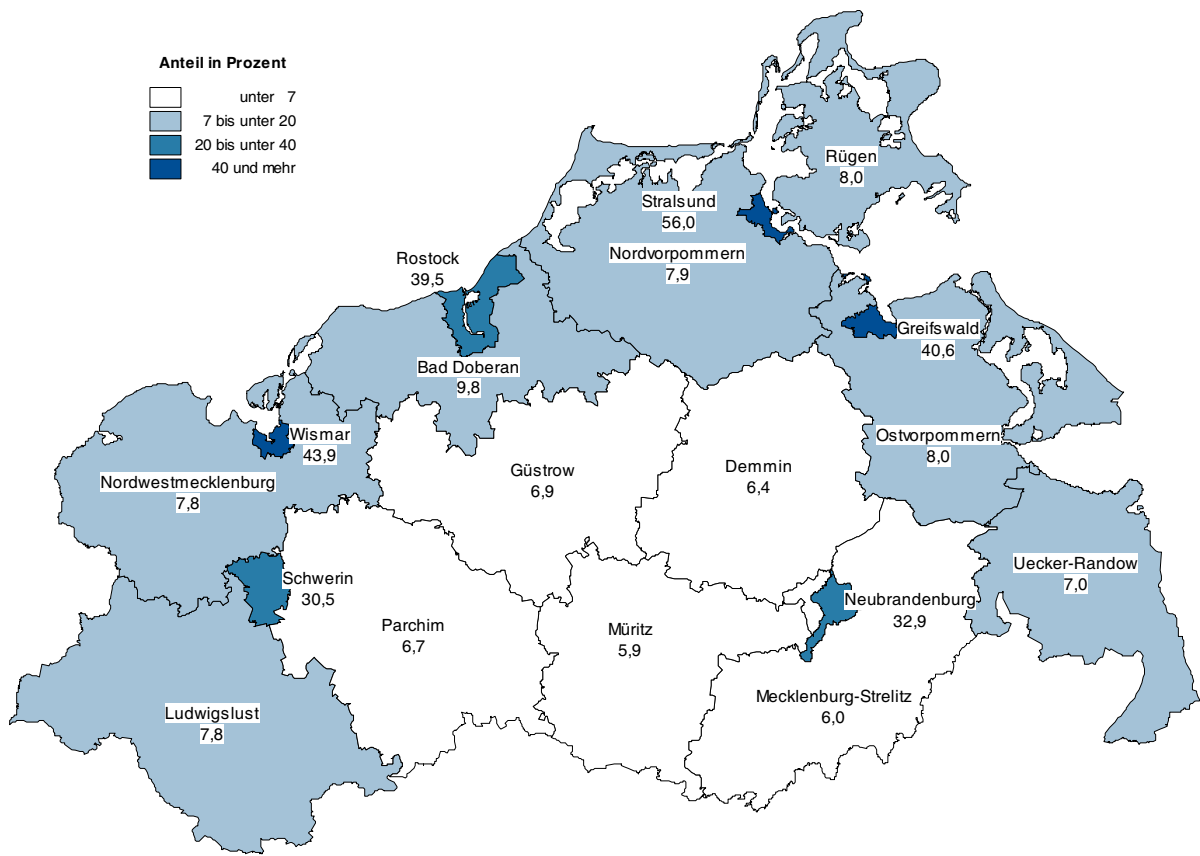 Anteil in Prozent
unter 7
7 bis unter 20
20 bis unter 40
40 und mehr
Rügen
8,0
Stralsund
56,0
Nordvorpommern
7,9
Rostock
39,5
Greifswald
40,6
Bad Doberan
9,8
Wismar
43,9
Ostvorpommern
8,0
Güstrow
6,9
Demmin
6,4
Nordwestmecklenburg
7,8
Uecker-Randow
7,0
Schwerin
30,5
Neubrandenburg
32,9
Parchim
6,7
Müritz
5,9
Mecklenburg-Strelitz
6,0
Ludwigslust
7,8